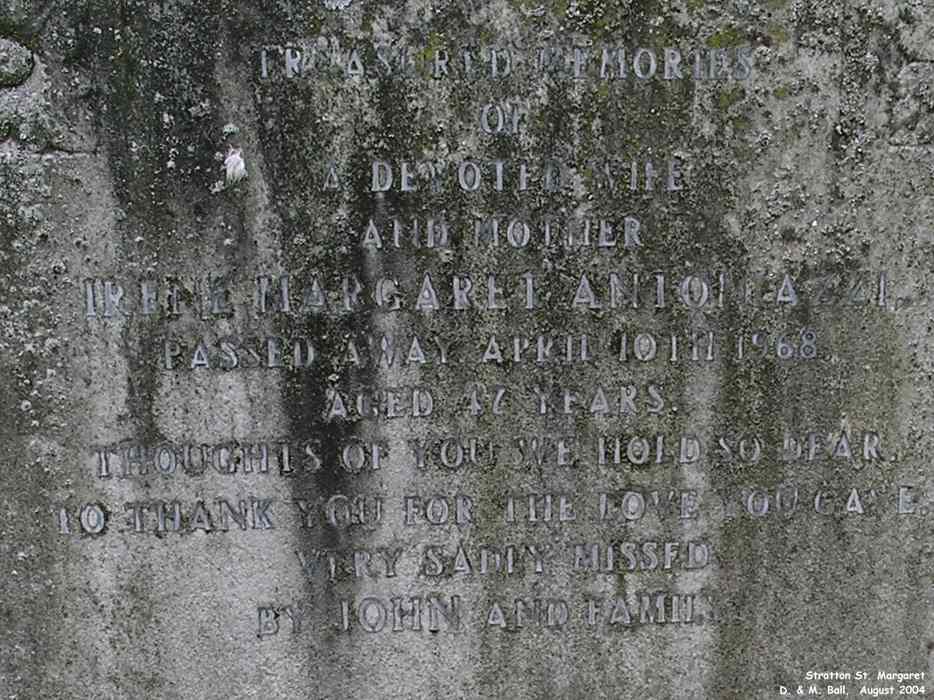 TREASURED MEMORIES
OF
A DEVOTED WIFE
AND MOTHER
IRENE MARGARET ANTONIAZZI,
PASSED AWAY APRIL 10TH 1968,
AGED 42 YEARS.
THOUGHTS OF YOU WE HOLD SO DEAR,
TO THANK YOU FOR THE LOVE YOU GAVE,
VERY SADLY MISSED
BY JOHN AND FAMILY
Stratton St. Margaret
D. & M. Ball, August 2004